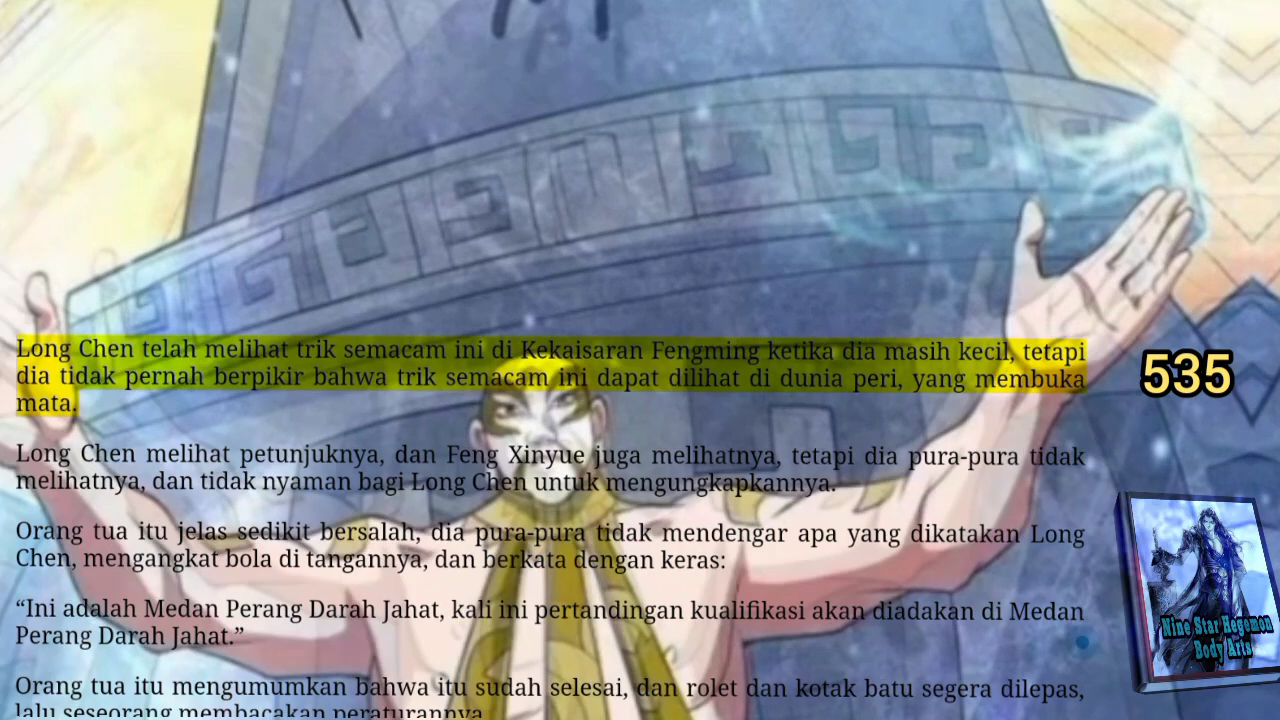 Long Chen telah melihat trik semacam ini di Kekaisaran Fengming ketika dia masih kecil, tetapi
dia tidak pernah berpikir bahwa trik semacam ini dapat dilihat di dunia peri, yang membuka
mata.
535
Long Chen melihat petunjuknya, dan Feng Xinyue juga melihatnya, tetapi dia pura-pura tidak
melihatnya, dan tidak nyaman bagi Long Chen untuk mengungkapkannya.
Orang tua itu jelas sedikit bersalah, dia pura-pura tidak mendengar apa yang dikatakan Long
Chen, mengangkat bola di tangannya, dan berkata dengan keras:
“Ini adalah Medan Perang Darah Jahat, kali ini pertandingan kualifikasi akan diadakan di Medan
Perang Darah Jahat.”
Orang tua itu mengumumkan bahwa itu sudah selesai, dan rolet dan kotak batu segera dilepas,
lalu seseorang membacakan peraturannya.
Nine Star Hegemon
Body Arts